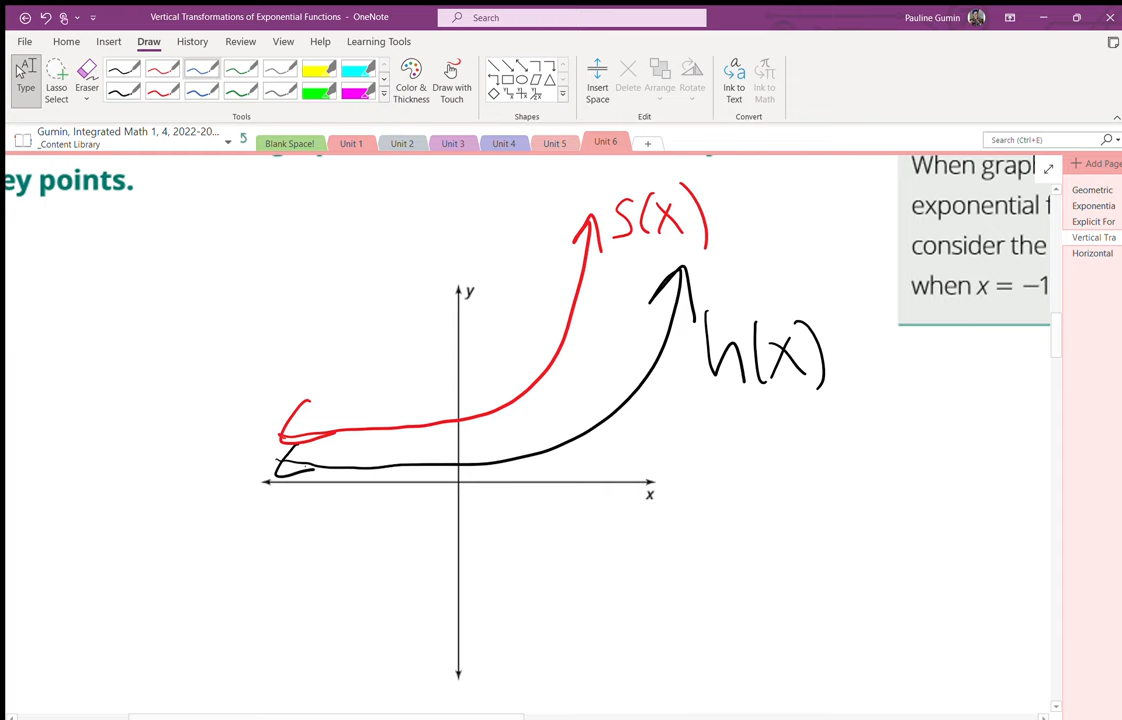 Vertical Transformations of Exponential Functions - OneNote
Search
Pauline Gumin
File Home Insert Draw History Review View Help Learning Tools
Type
Lasso Select
Eraser
Color & Thickness
Draw with Touch
Insert Space
Delete
Arrange
Rotate
Ink to Text
Ink to Math
Tools
Shapes
Edit
Convert
Gumin, Integrated Math 1, 4, 2022-20...
_Content Library
Blank Space! Unit 1 Unit 2 Unit 3 Unit 4 Unit 5 Unit 6
Search (Ctrl+E)
Add Page
Geometric
Exponentia
Explicit For
Vertical Tra
Horizontal
ey points.
When graph
exponential f
consider the
when x = −1
s(x)
y
h(x)
x